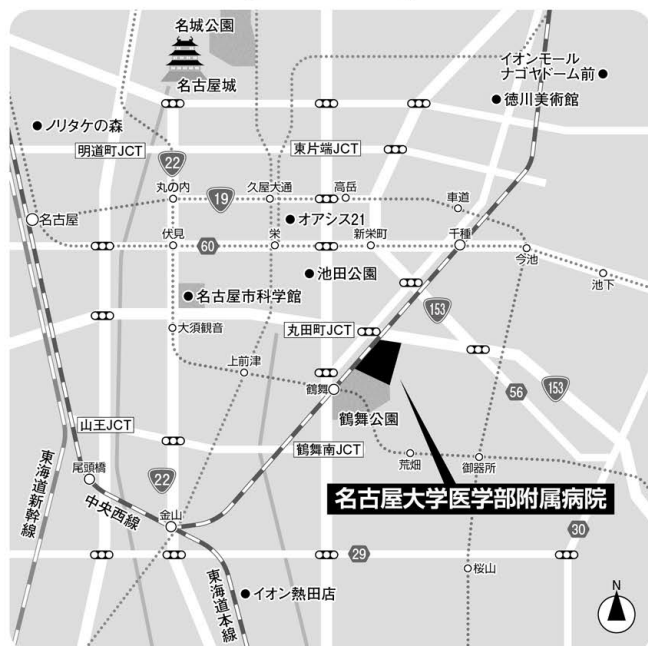 名城公園
名古屋城
イオンモール
ナゴヤドーム前
徳川美術館
ノリタケの森
明道町JCT
東片端JCT
22
丸の内
19
久屋大通
高岳
車道
名古屋
オアシス21
伏見
60
栄
新栄町
千種
今池
池下
池田公園
名古屋市科学館
153
大須観音
丸田町JCT
上前津
鶴舞
鶴舞公園
56
153
山王JCT
鶴舞南JCT
荒畑
御器所
尾頭橋
22
名古屋大学医学部附属病院
東海道新幹線
中央西線
金山
30
29
桜山
東海道本線
イオン熱田店
N